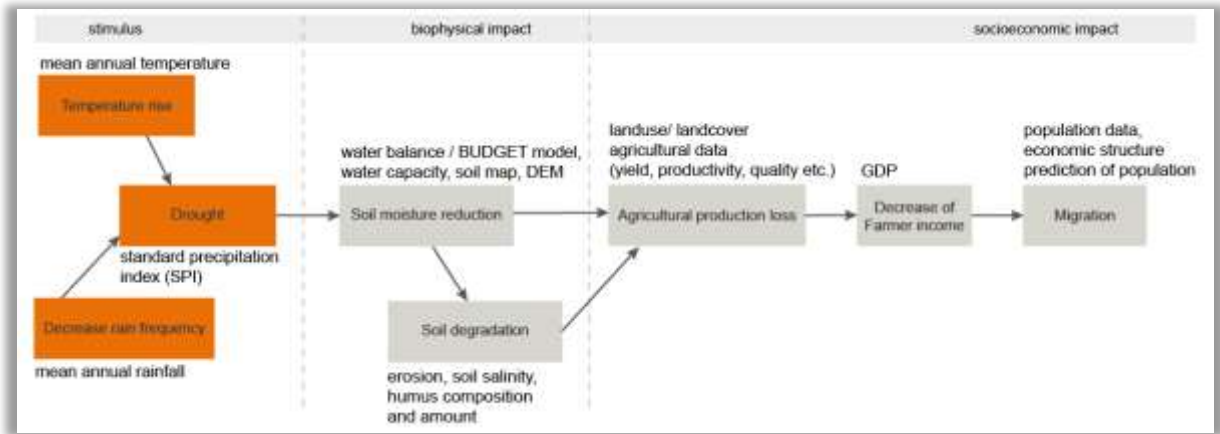 stimulus
biophysical impact
socioeconomic impact
mean annual temperature
Temperature rise
Drought
standard precipitation
index (SPI)
Decrease rain frequency
mean annual rainfall
water balance / BUDGET model,
water capacity, soil map, DEM
Soil moisture reduction
Soil degradation
erosion, soil salinity,
humus composition
and amount
landuse/ landcover
agricultural data
(yield, productivity, quality etc.)
Agricultural production loss
GDP
Decrease of
Farmer income
population data,
economic structure
prediction of population
Migration